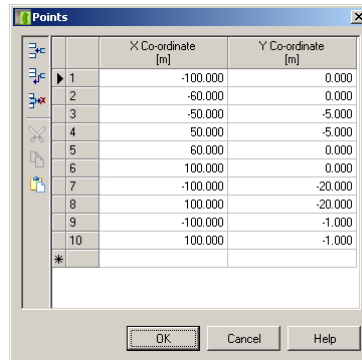 Points
X Co-ordinate [m] Y Co-ordinate [m]
1 -100.000 0.000
2 -60.000 0.000
3 -50.000 -5.000
4 50.000 -5.000
5 60.000 0.000
6 100.000 0.000
7 -100.000 -20.000
8 100.000 -20.000
9 -100.000 -1.000
10 100.000 -1.000
OK Cancel Help